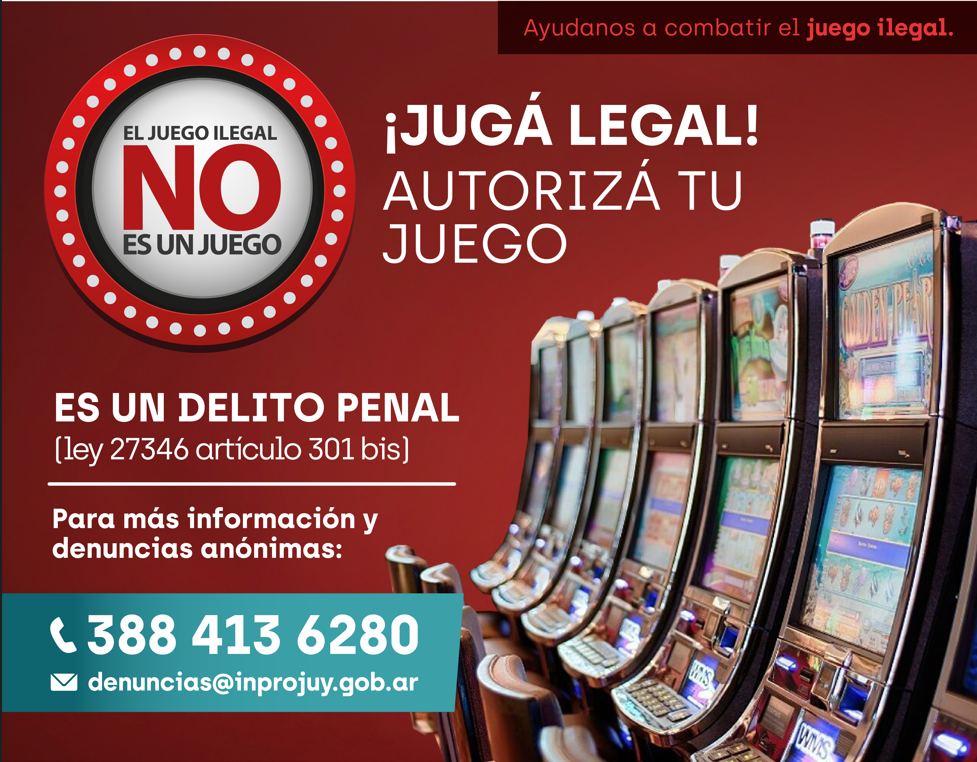 Ayudanos a combatir el juego ilegal.
EL JUEGO ILEGAL
NO
ES UN JUEGO
¡JUGÁ LEGAL!
AUTORIZÁ TU
JUEGO
ES UN DELITO PENAL
(ley 27346 artículo 301 bis)
Para más información y
denuncias anónimas:
388 413 6280
denuncias@inprojuy.gob.ar
WMS
WMS